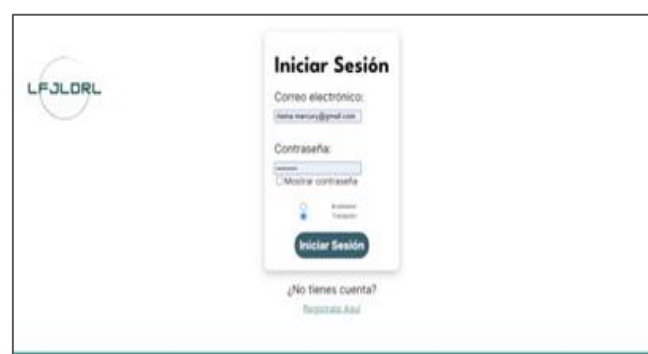 LFJLDRL
Iniciar Sesión
Correo electrónico:
Contraseña:
Mostrar contraseña
Iniciar Sesión
¿No tienes cuenta?
Registrate Aquí